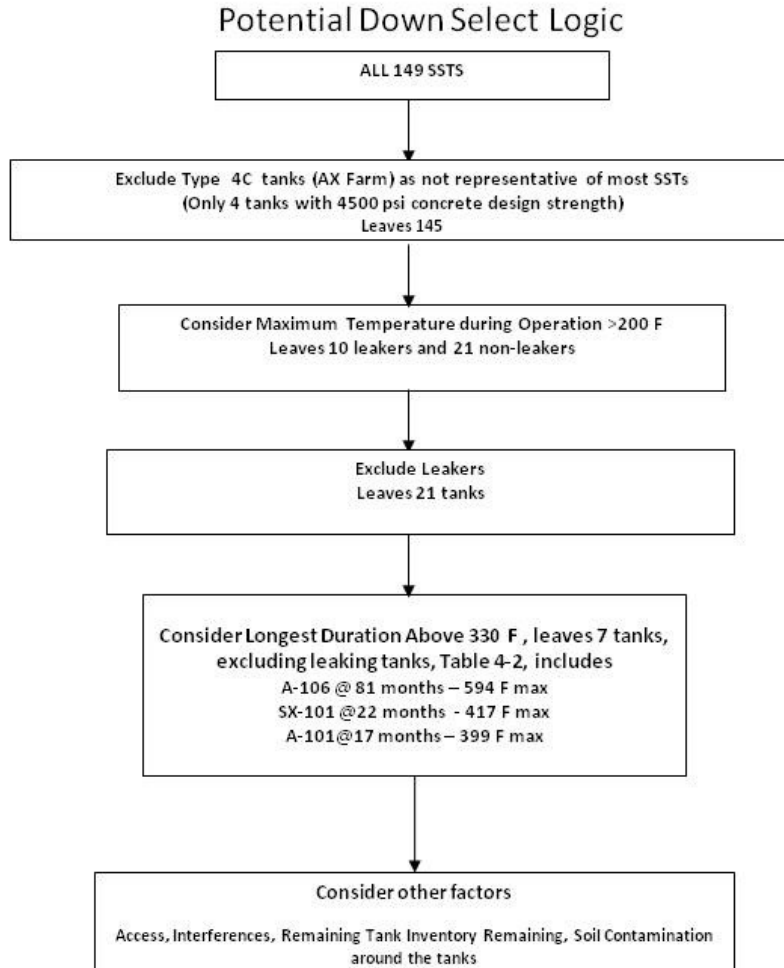 Potential Down Select Logic
ALL 149 SSTS
Exclude Type 4C tanks (AX Farm) as not representative of most SSTs
(Only 4 tanks with 4500 psi concrete design strength)
Leaves 145
Consider Maximum Temperature during Operation >200 F
Leaves 10 leakers and 21 non-leakers
Exclude Leakers
Leaves 21 tanks
Consider Longest Duration Above 330 F , leaves 7 tanks,
excluding leaking tanks, Table 4-2, includes
A-106 @ 81 months – 594 F max
SX-101 @22 months - 417 F max
A-101@17 months – 399 F max
Consider other factors
Access, Interferences, Remaining Tank Inventory Remaining, Soil Contamination
around the tanks